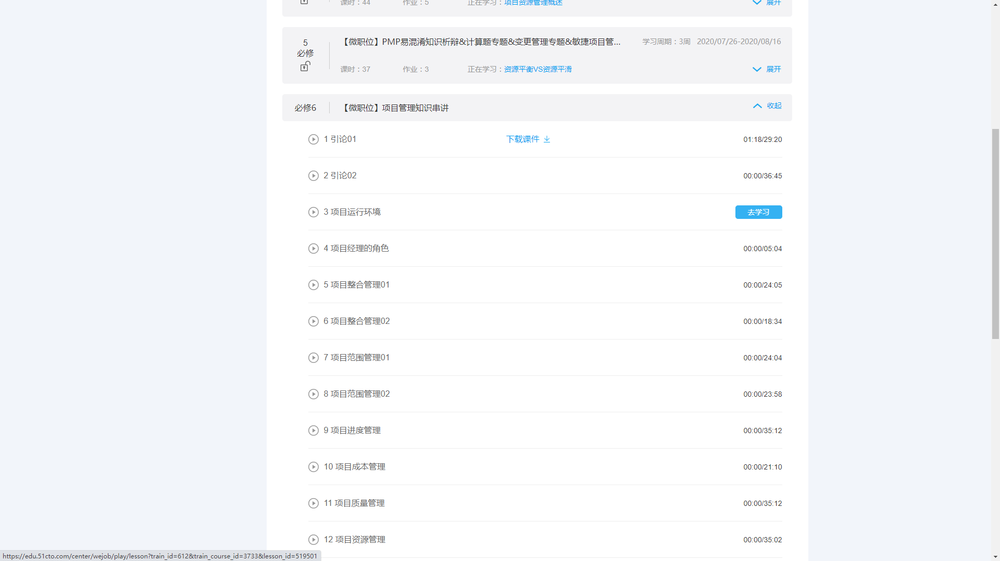 课时：44 作业：5 正在学习：项目资源管理概述 展开
5
必修
【微职位】PMP易混淆知识析辩&计算题专题&变更管理专题&敏捷项目管... 学习周期：3周 2020/07/26-2020/08/16
课时：37 作业：3 正在学习：资源平衡VS资源平滑 展开
必修6 【微职位】项目管理知识串讲 收起
1 引论01 下载课件 01:18/29:20
2 引论02 00:00/36:45
3 项目运行环境 去学习
4 项目经理的角色 00:00/05:04
5 项目整合管理01 00:00/24:05
6 项目整合管理02 00:00/18:34
7 项目范围管理01 00:00/24:04
8 项目范围管理02 00:00/23:58
9 项目进度管理 00:00/35:12
10 项目成本管理 00:00/21:10
11 项目质量管理 00:00/35:12
12 项目资源管理 00:00/35:02
https://edu.51cto.com/center/wejob/play/lesson?train_id=612&train_course_id=3733&lesson_id=519501